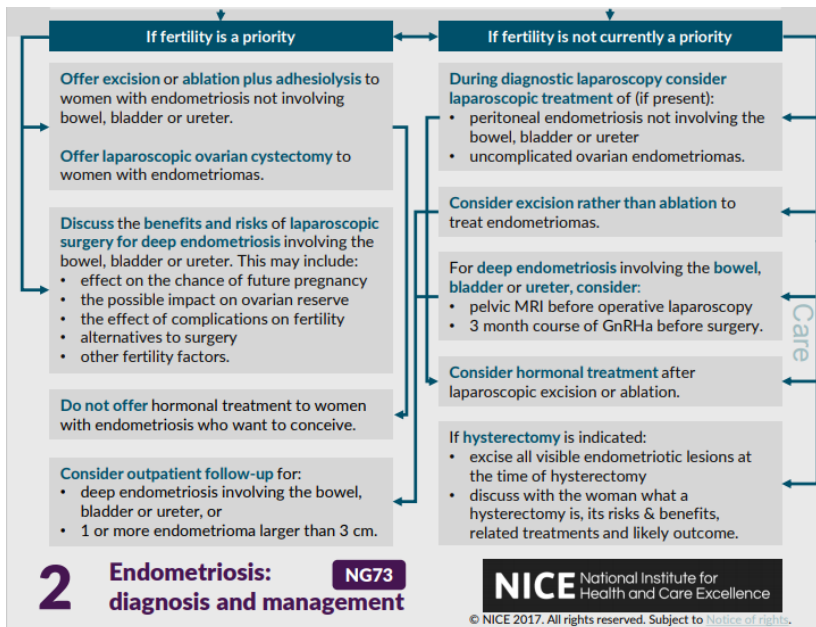 If fertility is a priority
Offer excision or ablation plus adhesiolysis to
women with endometriosis not involving
bowel, bladder or ureter.
Offer laparoscopic ovarian cystectomy to
women with endometriomas.
Discuss the benefits and risks of laparoscopic
surgery for deep endometriosis involving the
bowel, bladder or ureter. This may include:
• effect on the chance of future pregnancy
• the possible impact on ovarian reserve
• the effect of complications on fertility
• alternatives to surgery
• other fertility factors.
Do not offer hormonal treatment to women
with endometriosis who want to conceive.
Consider outpatient follow-up for:
• deep endometriosis involving the bowel,
bladder or ureter, or
• 1 or more endometrioma larger than 3 cm.
If fertility is not currently a priority
During diagnostic laparoscopy consider
laparoscopic treatment of (if present):
• peritoneal endometriosis not involving the
bowel, bladder or ureter
• uncomplicated ovarian endometriomas.
Consider excision rather than ablation to
treat endometriomas.
For deep endometriosis involving the bowel,
bladder or ureter, consider:
• pelvic MRI before operative laparoscopy
• 3 month course of GnRHa before surgery.
Consider hormonal treatment after
laparoscopic excision or ablation.
If hysterectomy is indicated:
• excise all visible endometriotic lesions at
the time of hysterectomy
• discuss with the woman what a
hysterectomy is, its risks & benefits,
related treatments and likely outcome.
Care
2
Endometriosis:
diagnosis and management
NG73
NICE National Institute for
Health and Care Excellence
© NICE 2017. All rights reserved. Subject to Notice of rights.